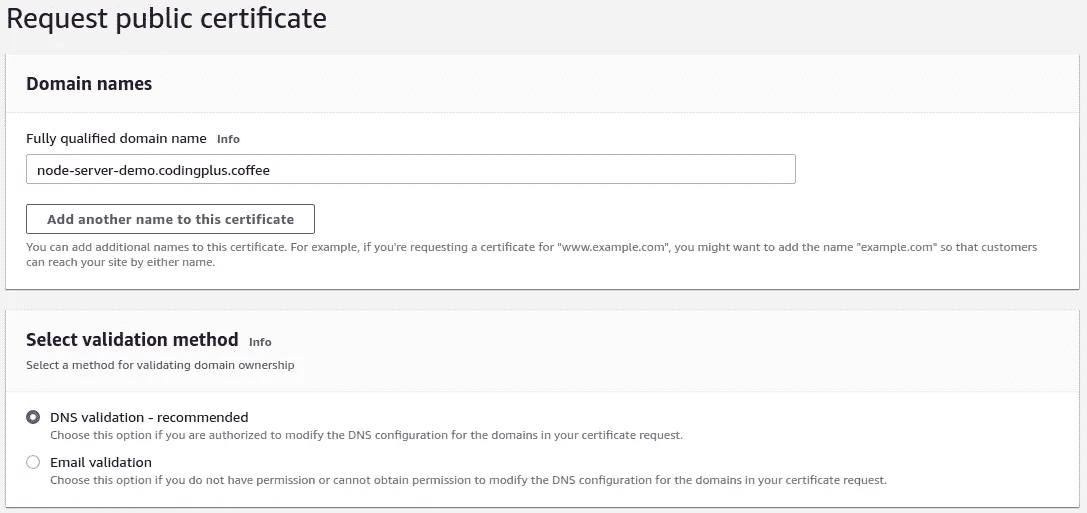 Request public certificate
Domain names
Fully qualified domain name Info
node-server-demo.codingplus.coffee
Add another name to this certificate
You can add additional names to this certificate. For example, if you're requesting a certificate for "www.example.com", you might want to add the name "example.com" so that customers
can reach your site by either name.
Select validation method Info
Select a method for validating domain ownership
DNS validation - recommended
Choose this option if you are authorized to modify the DNS configuration for the domains in your certificate request.
Email validation
Choose this option if you do not have permission or cannot obtain permission to modify the DNS configuration for the domains in your certificate request.